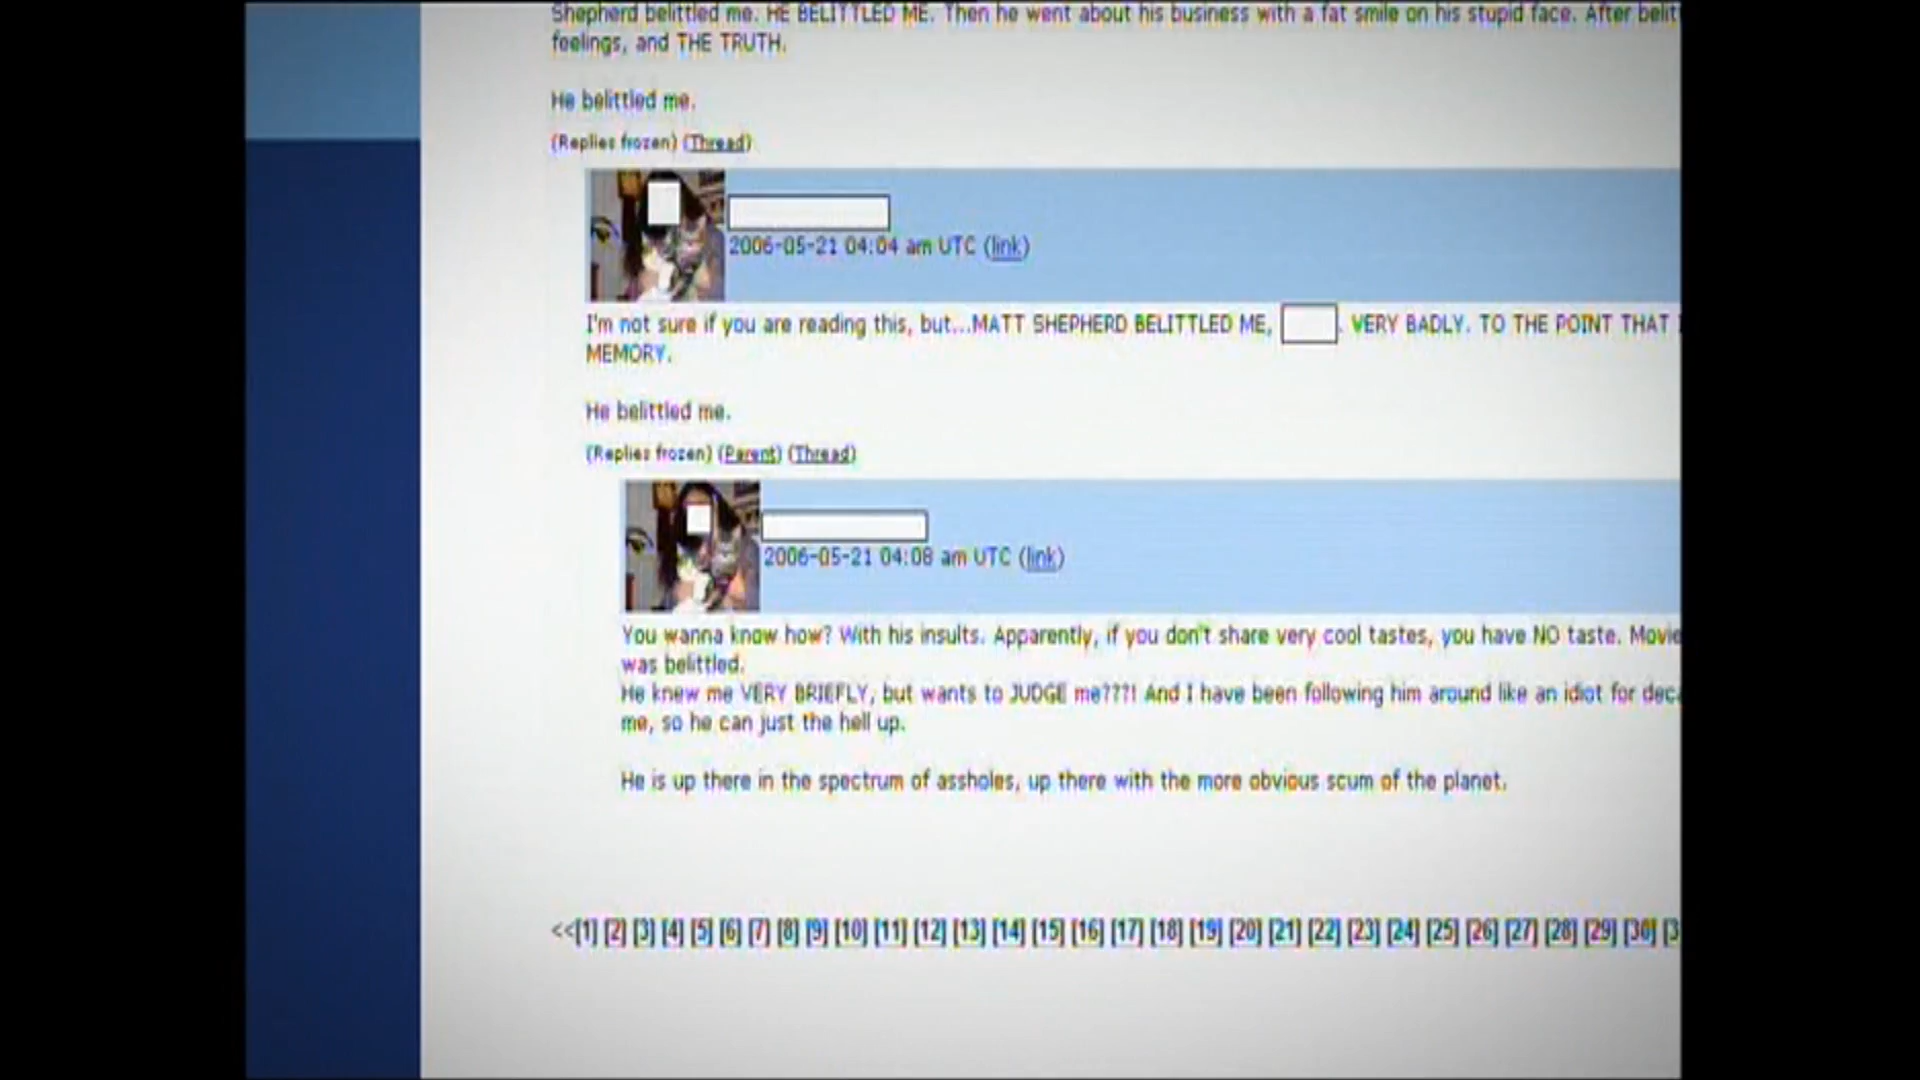 Shepherd belittled me. HE BELITTLED ME. Then he went about his business with a fat smile on his stupid face. After belit
feelings, and THE TRUTH.
He belittled me.
(Replies frozen) (Thread)
2006-05-21 04:04 am UTC (link)
I'm not sure if you are reading this, but...MATT SHEPHERD BELITTLED ME, . VERY BADLY. TO THE POINT THAT I
MEMORY.
He belittled me.
(Replies frozen) (Parent) (Thread)
2006-05-21 04:08 am UTC (link)
You wanna know how? With his insults. Apparently, if you don't share very cool tastes, you have NO taste. Movie
was belittled.
He knew me VERY BRIEFLY, but wants to JUDGE me???! And I have been following him around like an idiot for deca
me, so he can just the hell up.
He is up there in the spectrum of assholes, up there with the more obvious scum of the planet.
<<[1] [2] [3] [4] [5] [6] [7] [8] [9] [10] [11] [12] [13] [14] [15] [16] [17] [18] [19] [20] [21] [22] [23] [24] [25] [26] [27] [28] [29] [30] [3